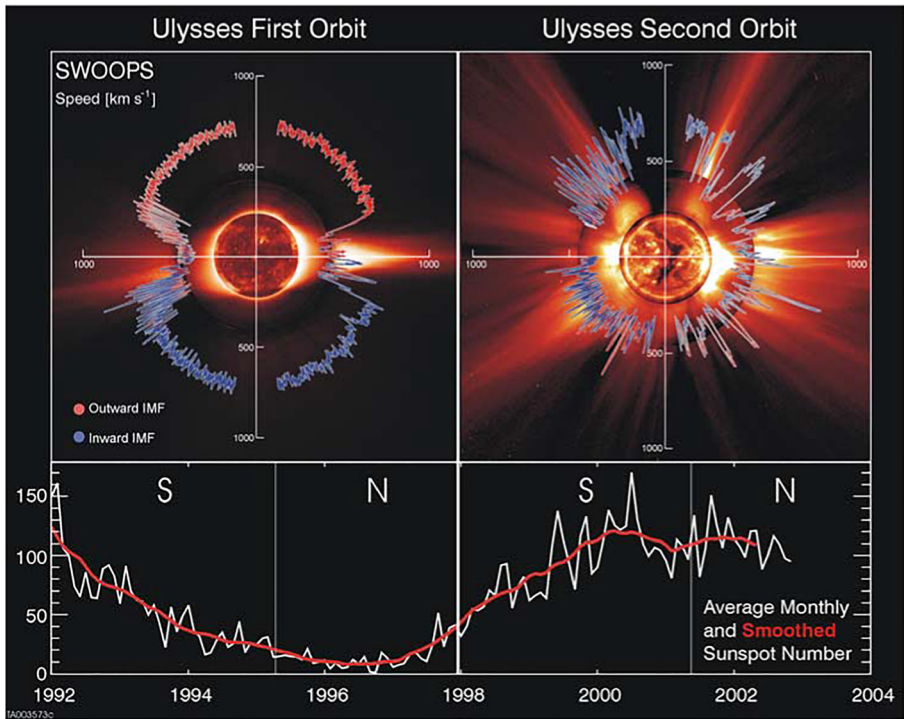 Ulysses First Orbit
Ulysses Second Orbit
SWOOPS
Speed [km s⁻¹]
1000
500
1000
1000
500
1000
1000
500
1000
1000
500
1000
Outward IMF
Inward IMF
S
N
S
N
150
100
50
0
Average Monthly
and Smoothed
Sunspot Number
1992
1994
1996
1998
2000
2002
2004
IA003573c